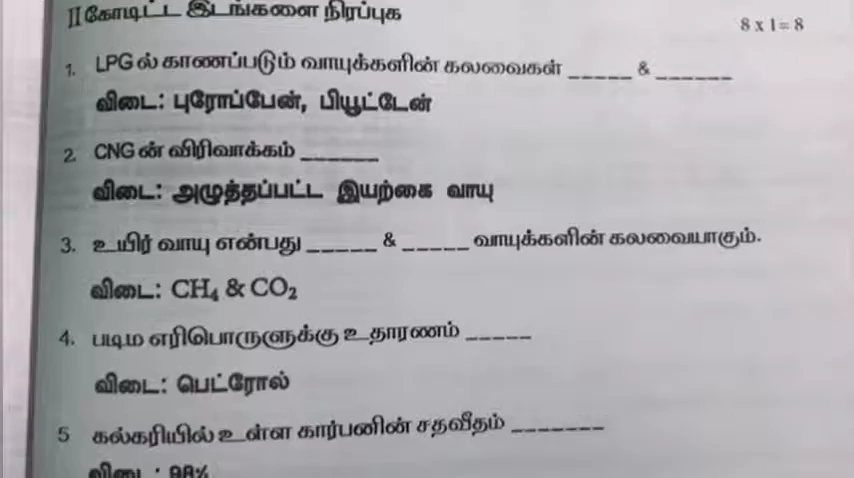 II கோடிட்ட இடங்களை நிரப்புக
8 x 1 = 8
1. LPG ல் காணப்படும் வாயுக்களின் கலவைகள் _____ & ______
விடை: புரோப்பேன், பியூட்டேன்
2. CNG ன் விரிவாக்கம் ______
விடை: அழுத்தப்பட்ட இயற்கை வாயு
3. உயிர் வாயு என்பது _____ & _____ வாயுக்களின் கலவையாகும்.
விடை: CH₄ & CO₂
4. படிம எரிபொருளுக்கு உதாரணம் _____
விடை: பெட்ரோல்
5 கல்கரியில் உள்ள கார்பனின் சதவீதம் _______
விடை : 98%